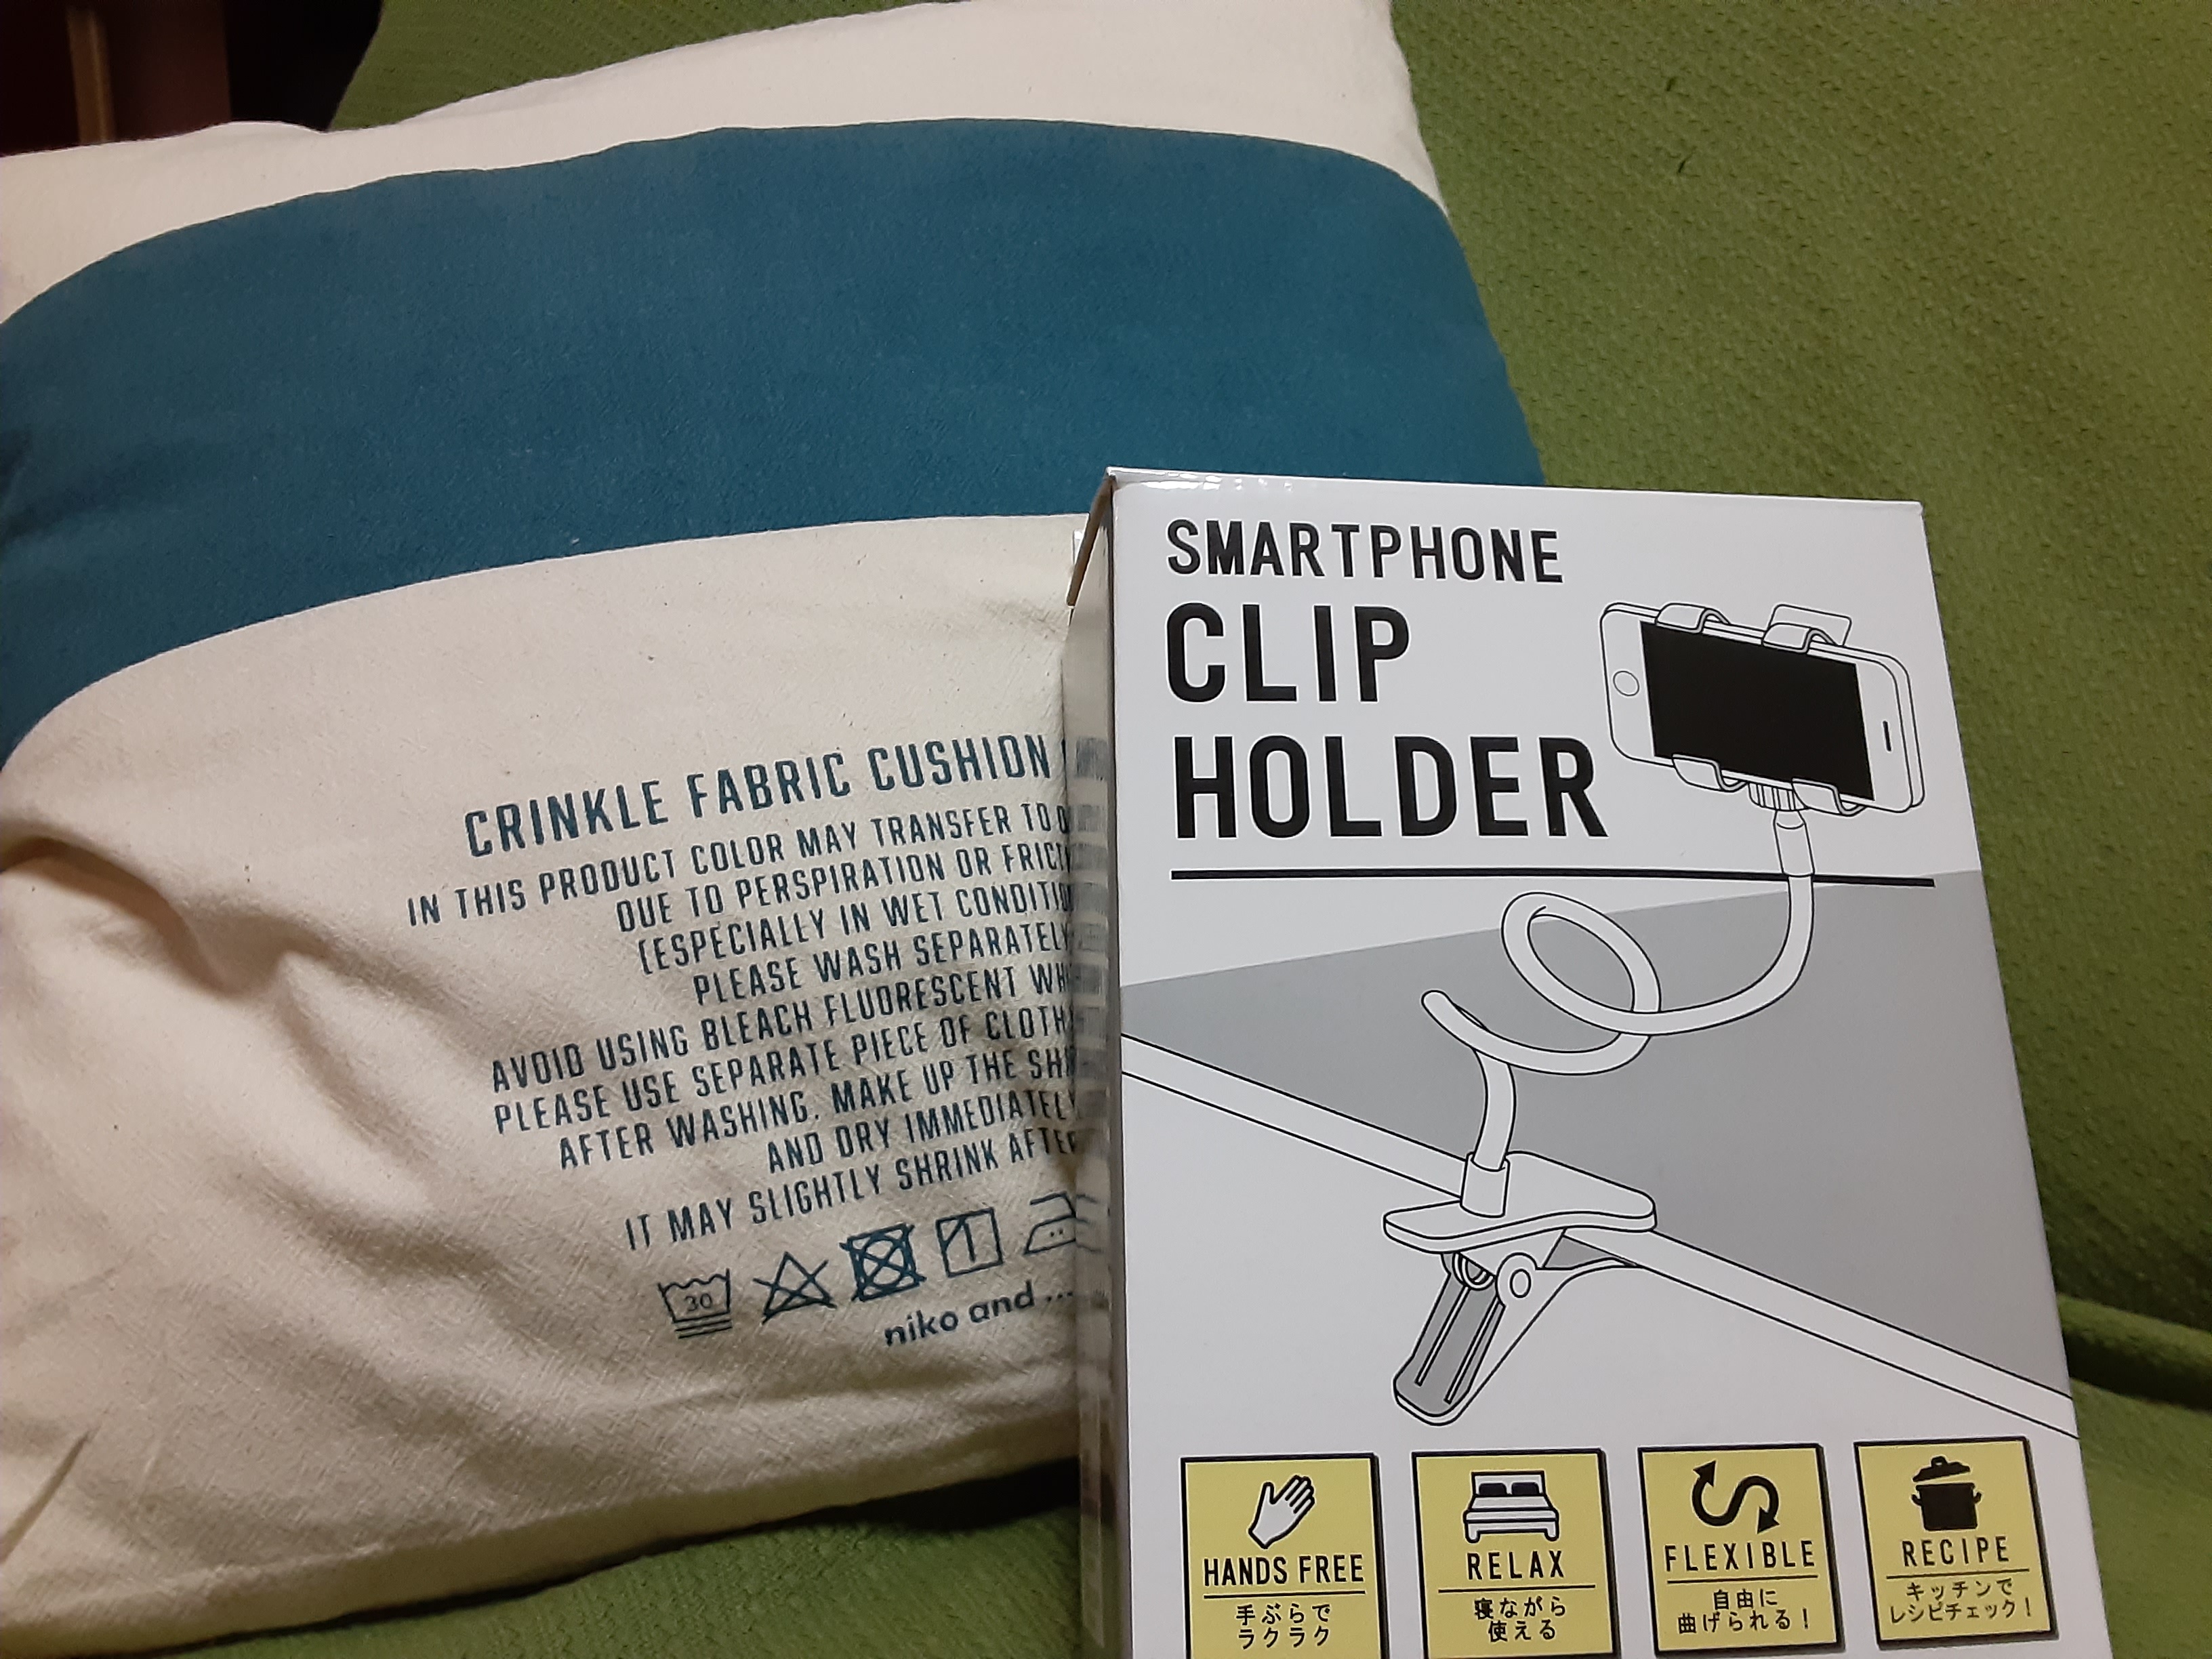 CRINKLE FABRIC CUSHION
IN THIS PRODUCT COLOR MAY TRANSFER TO
DUE TO PERSPIRATION OR
(ESPECIALLY IN WET
PLEASE WASH SEPARATELY
AVOID USING BLEACH FLUORESCENT
PLEASE USE SEPARATE PIECE OF
AFTER WASHING. MAKE UP THE
AND DRY IMMEDIATELY
IT MAY SLIGHTLY SHRINK
30
niko and ...
SMARTPHONE
CLIP
HOLDER
HANDS FREE
手ぶらで
ラクラク
RELAX
寝ながら
使える
FLEXIBLE
自由に
曲げられる!
RECIPE
キッチンで
レシピチェック!